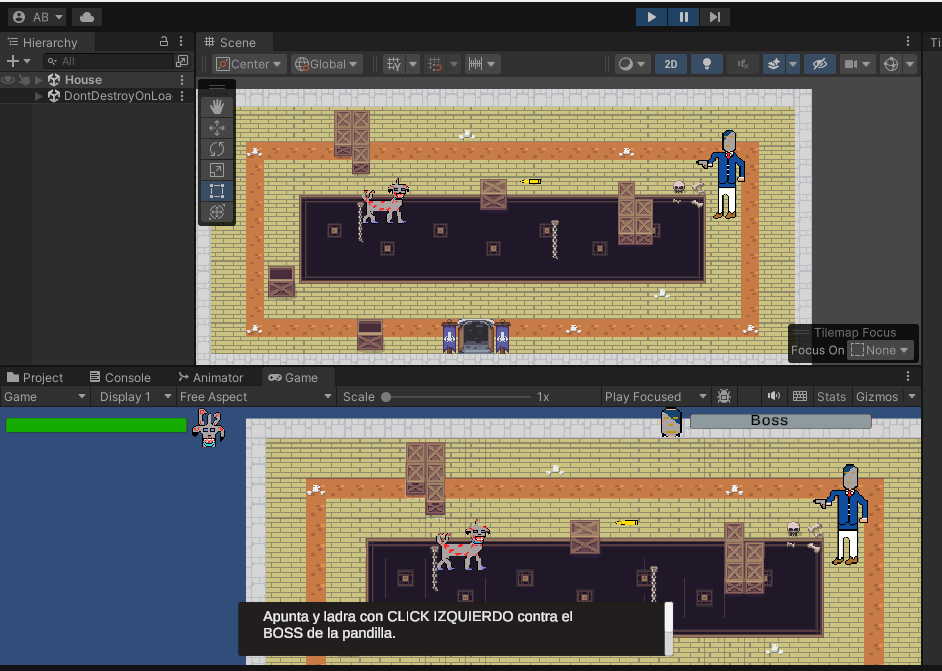 AB
Hierarchy
All
House
DontDestroyOnLoa
Scene
Center
Global
2D
Tilemap Focus
Focus On
None
Project
Console
Animator
Game
Game
Display 1
Free Aspect
Scale
1x
Play Focused
Stats
Gizmos
Ti
Boss
Apunta y ladra con CLICK IZQUIERDO contra el
BOSS de la pandilla.